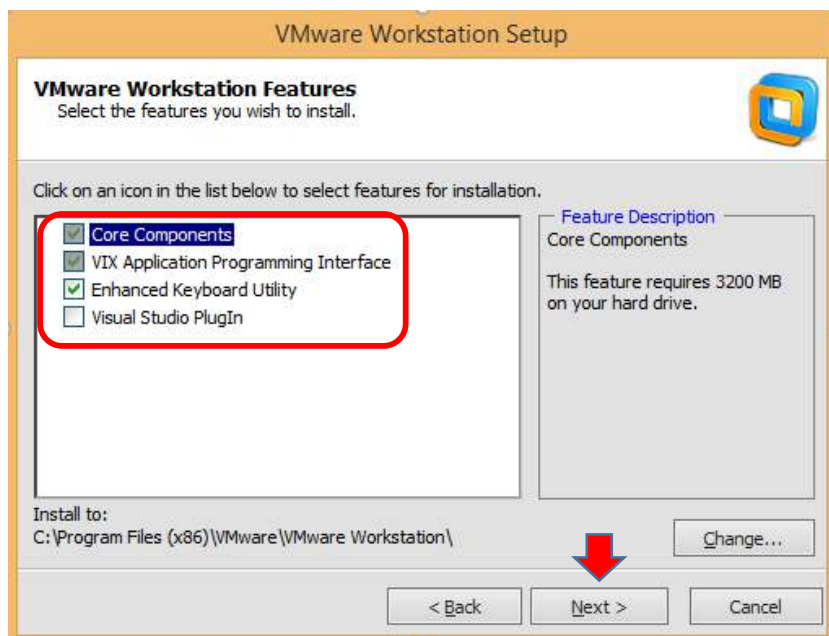 VMware Workstation Setup
VMware Workstation Features
Select the features you wish to install.
Click on an icon in the list below to select features for installation.
Core Components
VIX Application Programming Interface
Enhanced Keyboard Utility
Visual Studio PlugIn
Feature Description
Core Components
This feature requires 3200 MB
on your hard drive.
Install to:
C:\Program Files (x86)\VMware\VMware Workstation\
Change...
< Back
Next >
Cancel